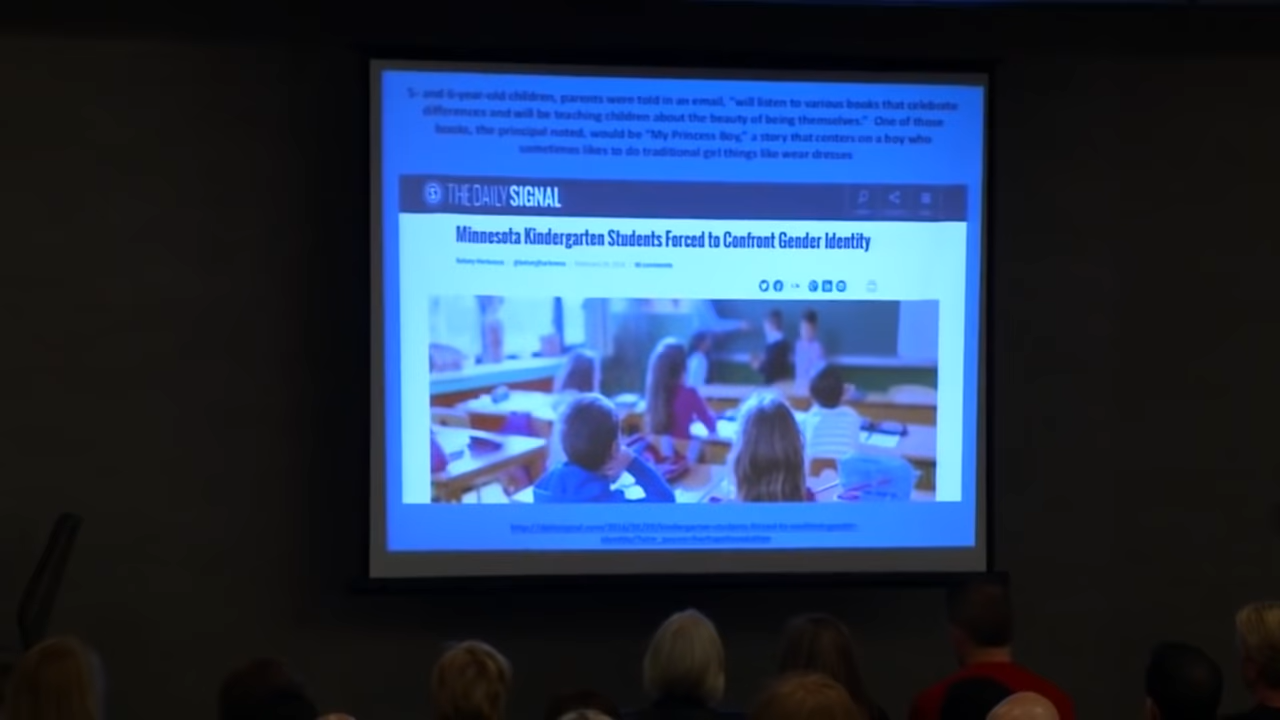 5- and 6-year-old children, parents were told in an email, "will listen to various books that celebrate
differences and will be teaching children about the beauty of being themselves." One of those
books, the principal noted, would be "My Princess Boy," a story that centers on a boy who
sometimes likes to do traditional girl things like wear dresses
THE DAILY SIGNAL
Minnesota Kindergarten Students Forced to Confront Gender Identity